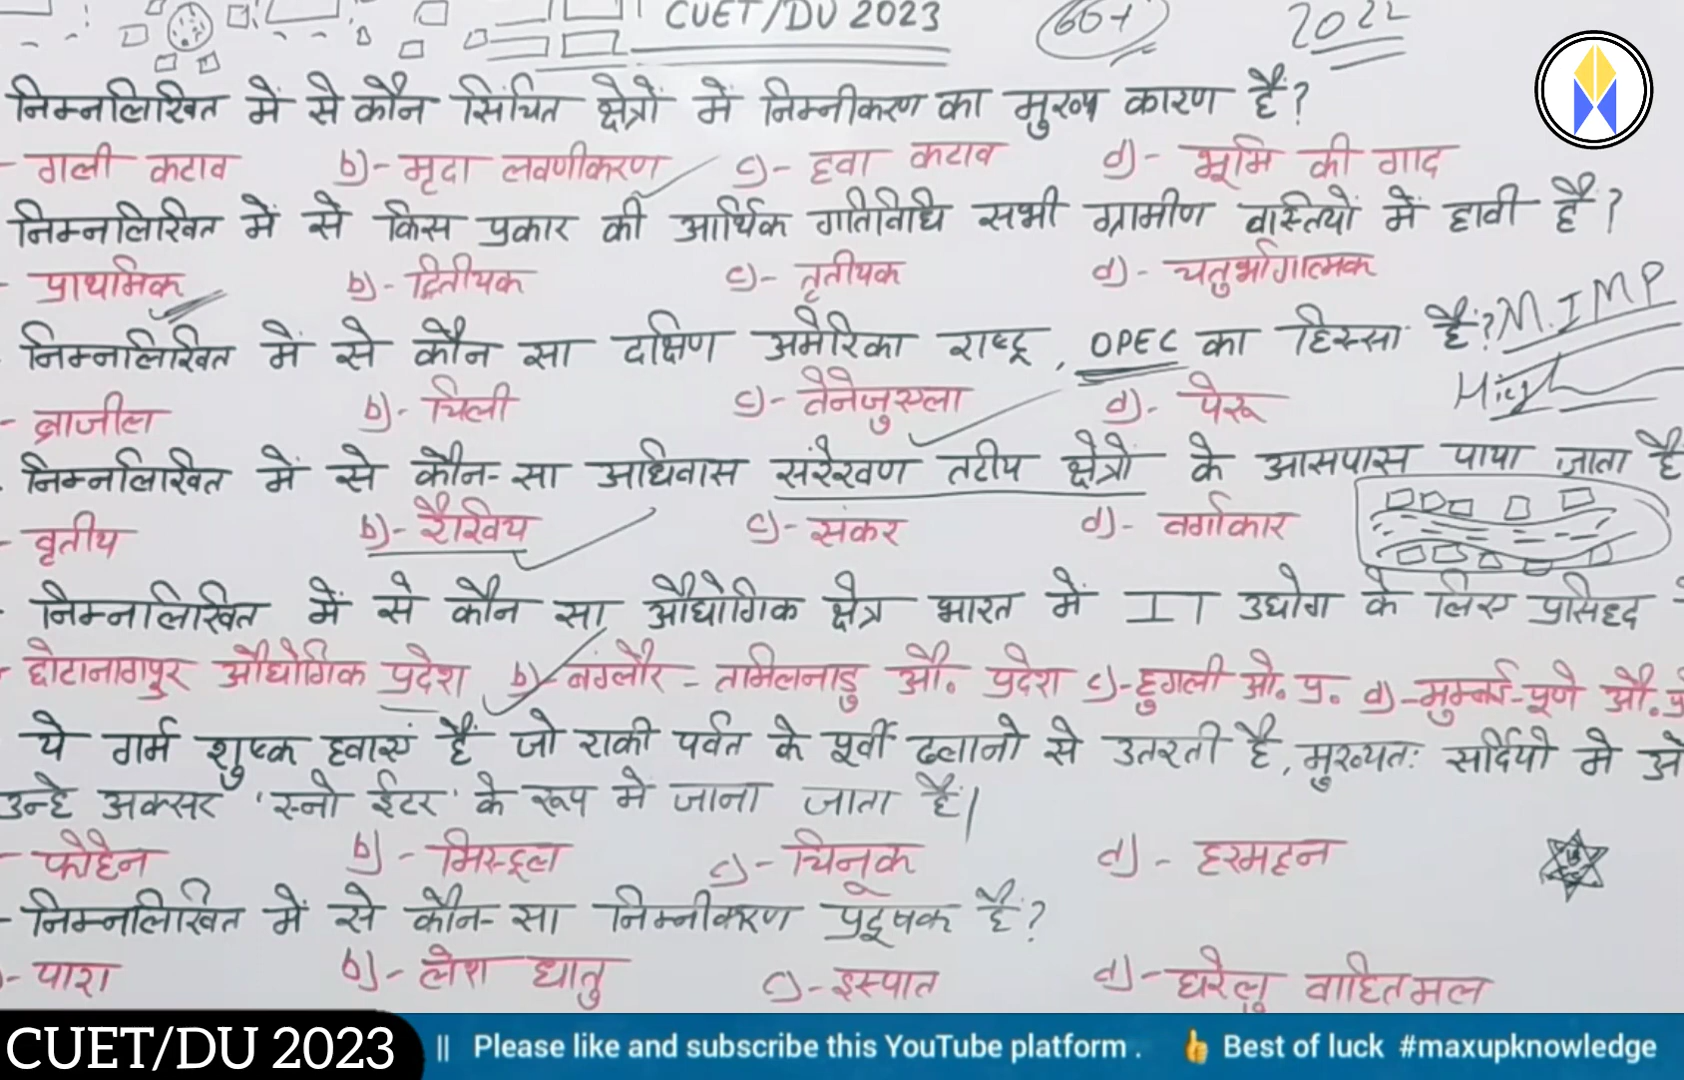 CUET/DU 2023 66+ 2022
निम्नलिखित में से कौन सिंचित क्षेत्रों में निम्नीकरण का मुख्य कारण है?
- गली कटाव b)- मृदा लवणीकरण c)- हवा कटाव d)- भूमि की गाद
निम्नलिखित में से किस प्रकार की आर्थिक गतिविधि सभी ग्रामीण वास्तियों में हावी है?
- प्राथमिक b)- द्वितीयक c)- तृतीयक d)- चतुर्भागात्मक
- निम्नलिखित में से कौन सा दक्षिण अमेरिका राष्ट्र, OPEC का हिस्सा है? M.IMP
- ब्राजील b)- चिली c)- वेनेजुएला d)- पेरू High
- निम्नलिखित में से कौन-सा अधिवास संरेखण तटीय क्षेत्रो के आसपास पाया जाता है
- वृतीय b)- रैखिय c)- संकर d)- वर्गाकार
- निम्नलिखित में से कौन सा औद्योगिक क्षेत्र भारत में IT उद्योग के लिए प्रसिद्द
- छोटानागपुर औद्योगिक प्रदेश b) बंगलौर - तमिलनाडु औ. प्रदेश c)-हुगली औ. प्र. d)-मुम्बई-पूणे औ. प्र
ये गर्म शुष्क हवाएं हैं जो राकी पर्वत के पूर्वी ढलानो से उतरती है, मुख्यतः सर्दियो मे
उन्हे अक्सर 'स्नो ईटर' के रूप मे जाना जाता है|
- फोहेन b)- मिस्ट्रल c)- चिनूक d)- हरमट्टन
- निम्नलिखित में से कौन-सा निम्नीकरण प्रदूषक है?
- पारा b)- लेश धातु c)- इस्पात d)- घरेलू वाहितमल
CUET/DU 2023 || Please like and subscribe this YouTube platform . 👍 Best of luck #maxupknowledge